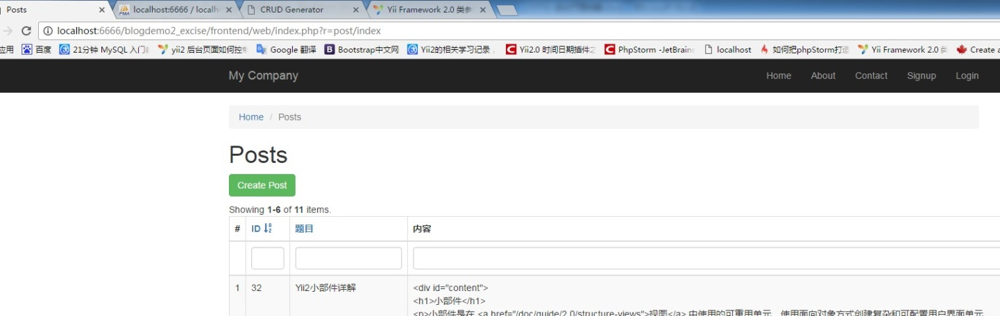 Posts
localhost:6666 / localh
CRUD Generator
Yii Framework 2.0 类参
localhost:6666/blogdemo2_excise/frontend/web/index.php?r=post/index
应用 百度 21分钟 MySQL 入门 yii2 后台页面如何控制 Google 翻译 Bootstrap中文网 Yii2的相关学习记录, Yii2.0 时间日期插件之 PhpStorm -JetBrain localhost 如何把phpStorm打造 Yii Framework 2.0 类 Create a
My Company Home About Contact Signup Login
Home / Posts
Posts
Create Post
Showing 1-6 of 11 items.
# ID 题目 内容
1 32 Yii2小部件详解 <div id="content">
<h1>小部件</h1>
<p>小部件是在 <a href="/doc/guide/2.0/structure-views">视图</a> 中使用的可重用单元，使用面向对象方式创建复杂和可配置用户界面单元